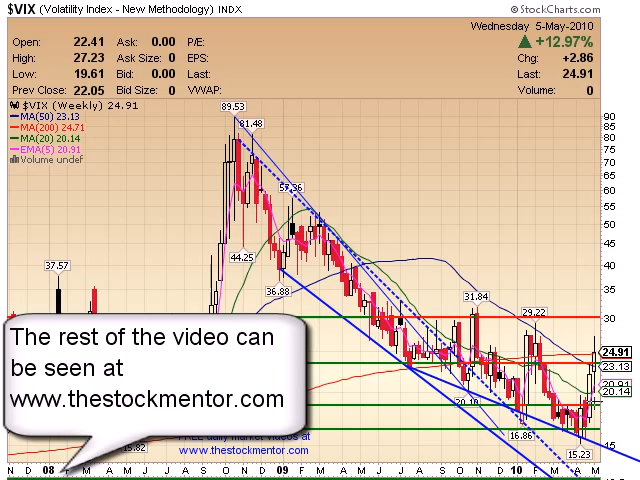 $VIX (Volatility Index - New Methodology) INDX
© StockCharts.com
Wednesday 5-May-2010
Open: 22.41 Ask: 0.00 P/E: +12.97%
High: 27.23 Ask Size: 0 EPS: Chg: +2.86
Low: 19.61 Bid: 0.00 Last: Last: 24.91
Prev Close: 22.05 Bid Size: 0 VWAP: Volume: 0
$VIX (Weekly) 24.91
MA(50) 23.13
MA(200) 24.71
MA(20) 20.14
EMA(5) 20.91
Volume undef
89.53
81.48
57.36
44.25
37.57
36.88
31.84
29.22
20.10
16.86
15.23
15.82
90
85
80
75
70
65
60
55
50
45
40
35
30
24.91
23.13
20.91
20.14
15
The rest of the video can
be seen at
www.thestockmentor.com
daily market videos at
www.thestockmentor.com
N D 08 F M A M J J A S O N D 09 F M A M J J A S O N D 10 F M A M